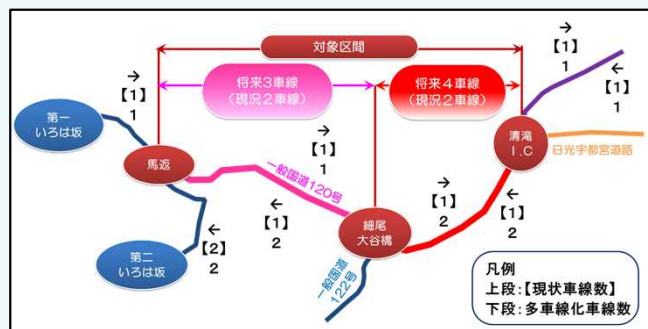 対象区間
将来3車線
(現況2車線)
将来4車線
(現況2車線)
→
【1】
1
←
【1】
1
第一
いろは坂
→
【1】
1
清滝
I.C
日光宇都宮道路
馬返
一般国道120号
→
【1】
1
←
【1】
2
細尾
大谷橋
→
【1】
2
←
【1】
2
第二
いろは坂
←
【2】
2
一般国道
122号
凡例
上段:【現状車線数】
下段:多車線化車線数